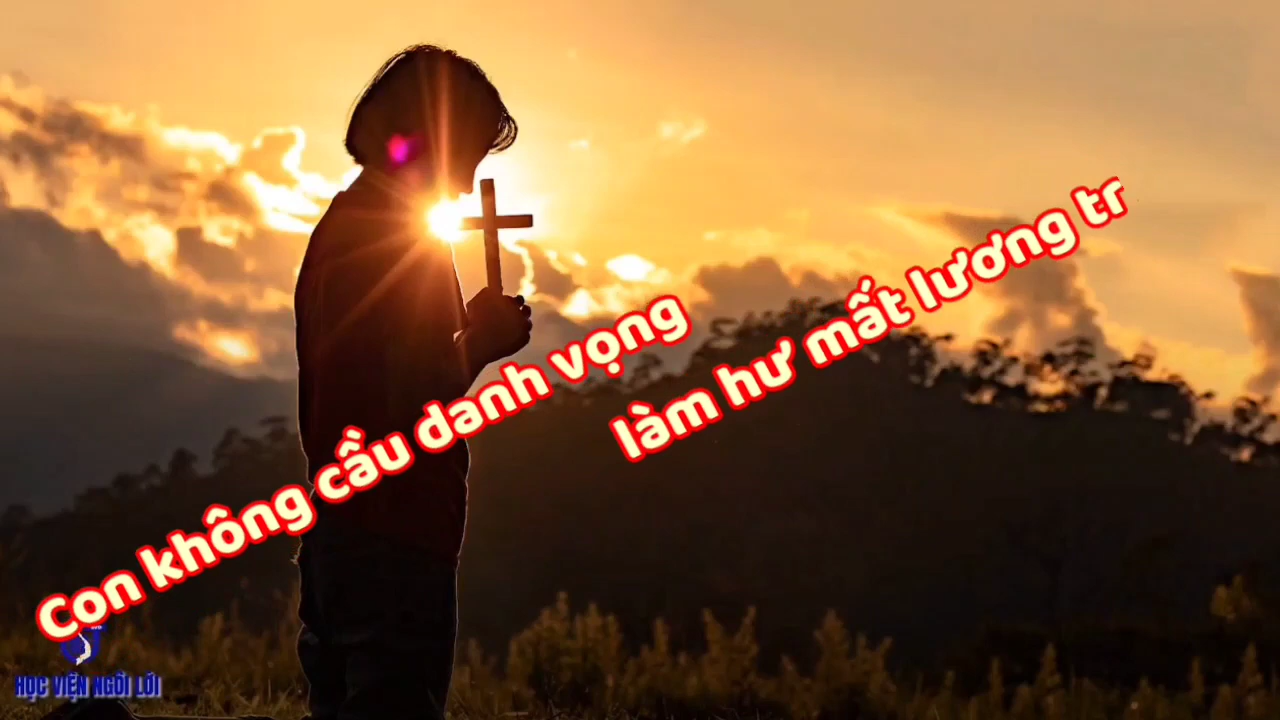 Con không cầu danh vọng
làm hư mất lương tr
HỌC VIỆN NGÔI LỜI